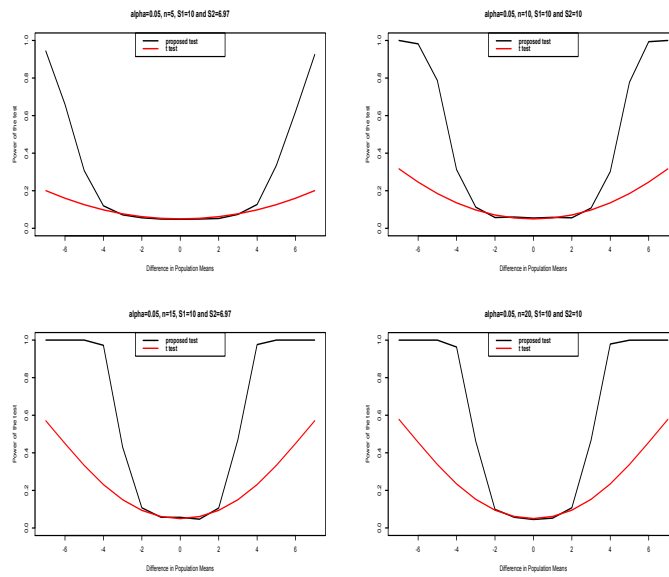 alpha=0.05, n=5, S1=10 and S2=6.97
proposed test
t test
Power of the test
0.0 0.2 0.4 0.6 0.8 1.0
-6 -4 -2 0 2 4 6
Difference in Population Means
alpha=0.05, n=10, S1=10 and S2=10
proposed test
t test
Power of the test
0.0 0.2 0.4 0.6 0.8 1.0
-6 -4 -2 0 2 4 6
Difference in Population Means
alpha=0.05, n=15, S1=10 and S2=6.97
proposed test
t test
Power of the test
0.0 0.2 0.4 0.6 0.8 1.0
-6 -4 -2 0 2 4 6
Difference in Population Means
alpha=0.05, n=20, S1=10 and S2=10
proposed test
t test
Power of the test
0.0 0.2 0.4 0.6 0.8 1.0
-6 -4 -2 0 2 4 6
Difference in Population Means